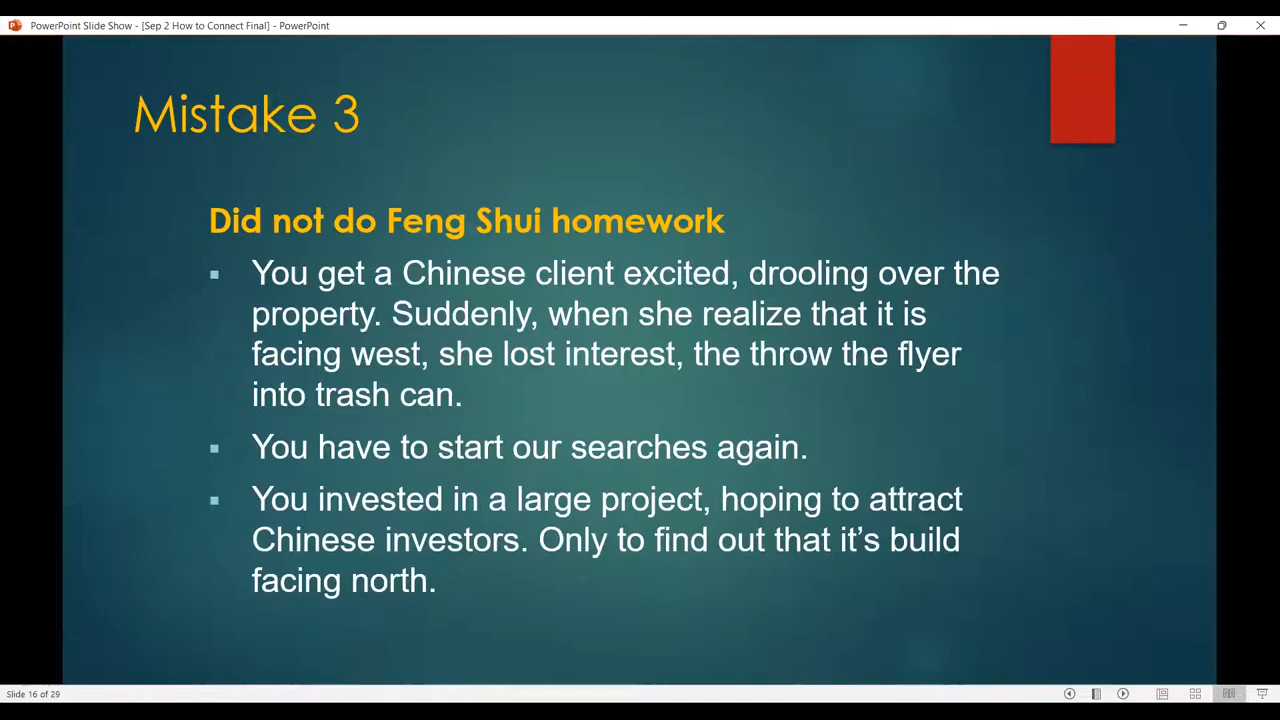 PowerPoint Slide Show - [Sep 2 How to Connect Final] - PowerPoint
Mistake 3
Did not do Feng Shui homework
You get a Chinese client excited, drooling over the
property. Suddenly, when she realize that it is
facing west, she lost interest, the throw the flyer
into trash can.
You have to start our searches again.
You invested in a large project, hoping to attract
Chinese investors. Only to find out that it’s build
facing north.
Slide 16 of 29